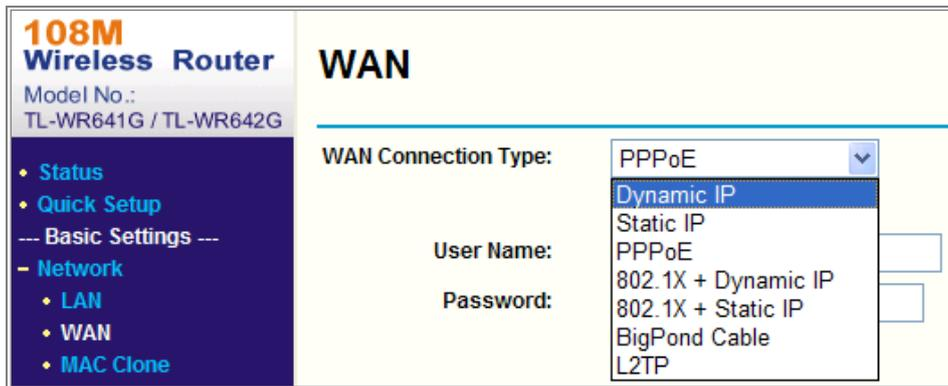 108M
Wireless Router
Model No.:
TL-WR641G / TL-WR642G
• Status
• Quick Setup
--- Basic Settings ---
– Network
• LAN
• WAN
• MAC Clone
WAN
WAN Connection Type: PPPoE
Dynamic IP
Static IP
PPPoE
802.1X + Dynamic IP
802.1X + Static IP
BigPond Cable
L2TP
User Name:
Password: